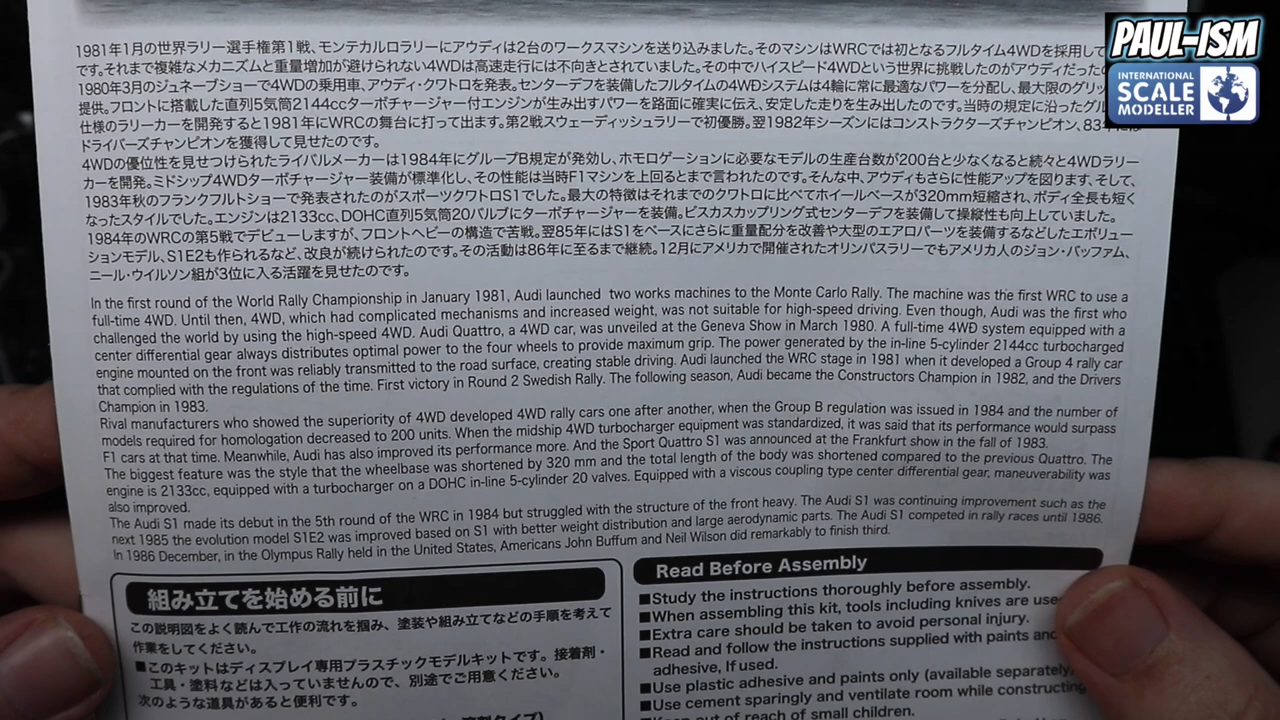 PAUL-ISM
INTERNATIONAL
SCALE
MODELLER
1981年1月の世界ラリー選手権第1戦、モンテカルロラリーにアウディは2台のワークスマシンを送り込みました。そのマシンはWRCでは初となるフルタイム4WDを採用して
です。それまで複雑なメカニズムと重量増加が避けられない4WDは高速走行には不向きとされていました。その中でハイスピード4WDという世界に挑戦したのがアウディだった
1980年3月のジュネーブショーで4WDの乗用車、アウディ・クワトロを発表。センターデフを装備したフルタイムの4WDシステムは4輪に常に最適なパワーを分配し、最大限のグリッ
提供。フロントに搭載した直列5気筒2144ccターボチャージャー付エンジンが生み出すパワーを路面に確実に伝え、安定した走りを生み出したのです。当時の規定に沿ったグル
仕様のラリーカーを開発すると1981年にWRCの舞台に打って出ます。第2戦スウェーディッシュラリーで初優勝。翌1982年シーズンにはコンストラクターズチャンピオン、83年には
ドライバーズチャンピオンを獲得して見せたのです。
4WDの優位性を見せつけられたライバルメーカーは1984年にグループB規定が発効し、ホモロゲーションに必要なモデルの生産台数が200台と少なくなると続々と4WDラリー
カーを開発。ミドシップ4WDターボチャージャー装備が標準化し、その性能は当時F1マシンを上回るとまで言われたのです。そんな中、アウディもさらに性能アップを図ります、そして、
1983年秋のフランクフルトショーで発表されたのがスポーツクワトロS1でした。最大の特徴はそれまでのクワトロに比べてホイールベースが320mm短縮され、ボディ全長も短く
なったスタイルでした。エンジンは2133cc、DOHC直列5気筒20バルブにターボチャージャーを装備。ビスカスカップリング式センターデフを装備して操縦性も向上していました。
1984年のWRCの第5戦でデビューしますが、フロントヘビーの構造で苦戦。翌85年にはS1をベースにさらに重量配分を改善や大型のエアロパーツを装備するなどしたエボリュー
ションモデル、S1E2も作られるなど、改良が続けられたのです。その活動は86年に至るまで継続。12月にアメリカで開催されたオリンパスラリーでもアメリカ人のジョン・バッファム、
ニール・ウイルソン組が3位に入る活躍を見せたのです。
In the first round of the World Rally Championship in January 1981, Audi launched two works machines to the Monte Carlo Rally. The machine was the first WRC to use a
full-time 4WD. Until then, 4WD, which had complicated mechanisms and increased weight, was not suitable for high-speed driving. Even though, Audi was the first who
challenged the world by using the high-speed 4WD. Audi Quattro, a 4WD car, was unveiled at the Geneva Show in March 1980. A full-time 4WD system equipped with a
center differential gear always distributes optimal power to the four wheels to provide maximum grip. The power generated by the in-line 5-cylinder 2144cc turbocharged
engine mounted on the front was reliably transmitted to the road surface, creating stable driving. Audi launched the WRC stage in 1981 when it developed a Group 4 rally car
that complied with the regulations of the time. First victory in Round 2 Swedish Rally. The following season, Audi became the Constructors Champion in 1982, and the Drivers
Champion in 1983.
Rival manufacturers who showed the superiority of 4WD developed 4WD rally cars one after another, when the Group B regulation was issued in 1984 and the number of
models required for homologation decreased to 200 units. When the midship 4WD turbocharger equipment was standardized, it was said that its performance would surpass
F1 cars at that time. Meanwhile, Audi has also improved its performance more. And the Sport Quattro S1 was announced at the Frankfurt show in the fall of 1983.
The biggest feature was the style that the wheelbase was shortened by 320 mm and the total length of the body was shortened compared to the previous Quattro. The
engine is 2133cc, equipped with a turbocharger on a DOHC in-line 5-cylinder 20 valves. Equipped with a viscous coupling type center differential gear, maneuverability was
also improved.
The Audi S1 made its debut in the 5th round of the WRC in 1984 but struggled with the structure of the front heavy. The Audi S1 was continuing improvement such as the
next 1985 the evolution model S1E2 was improved based on S1 with better weight distribution and large aerodynamic parts. The Audi S1 competed in rally races until 1986.
In 1986 December, in the Olympus Rally held in the United States, Americans John Buffum and Neil Wilson did remarkably to finish third.
組み立てを始める前に
この説明図をよく読んで工作の流れを掴み、塗装や組み立てなどの手順を考えて
作業をしてください。
■このキットはディスプレイ専用プラスチックモデルキットです。接着剤・
工具・塗料などは入っていませんので、別途でご用意ください。
次のような道具があると便利です。
Read Before Assembly
■Study the instructions thoroughly before assembly.
■When assembling this kit, tools including knives are use
■Extra care should be taken to avoid personal injury.
■Read and follow the instructions supplied with paints and
adhesive, If used.
■Use plastic adhesive and paints only (available separately)
■Use cement sparingly and ventilate room while constructing
■Keep out of reach of small children.